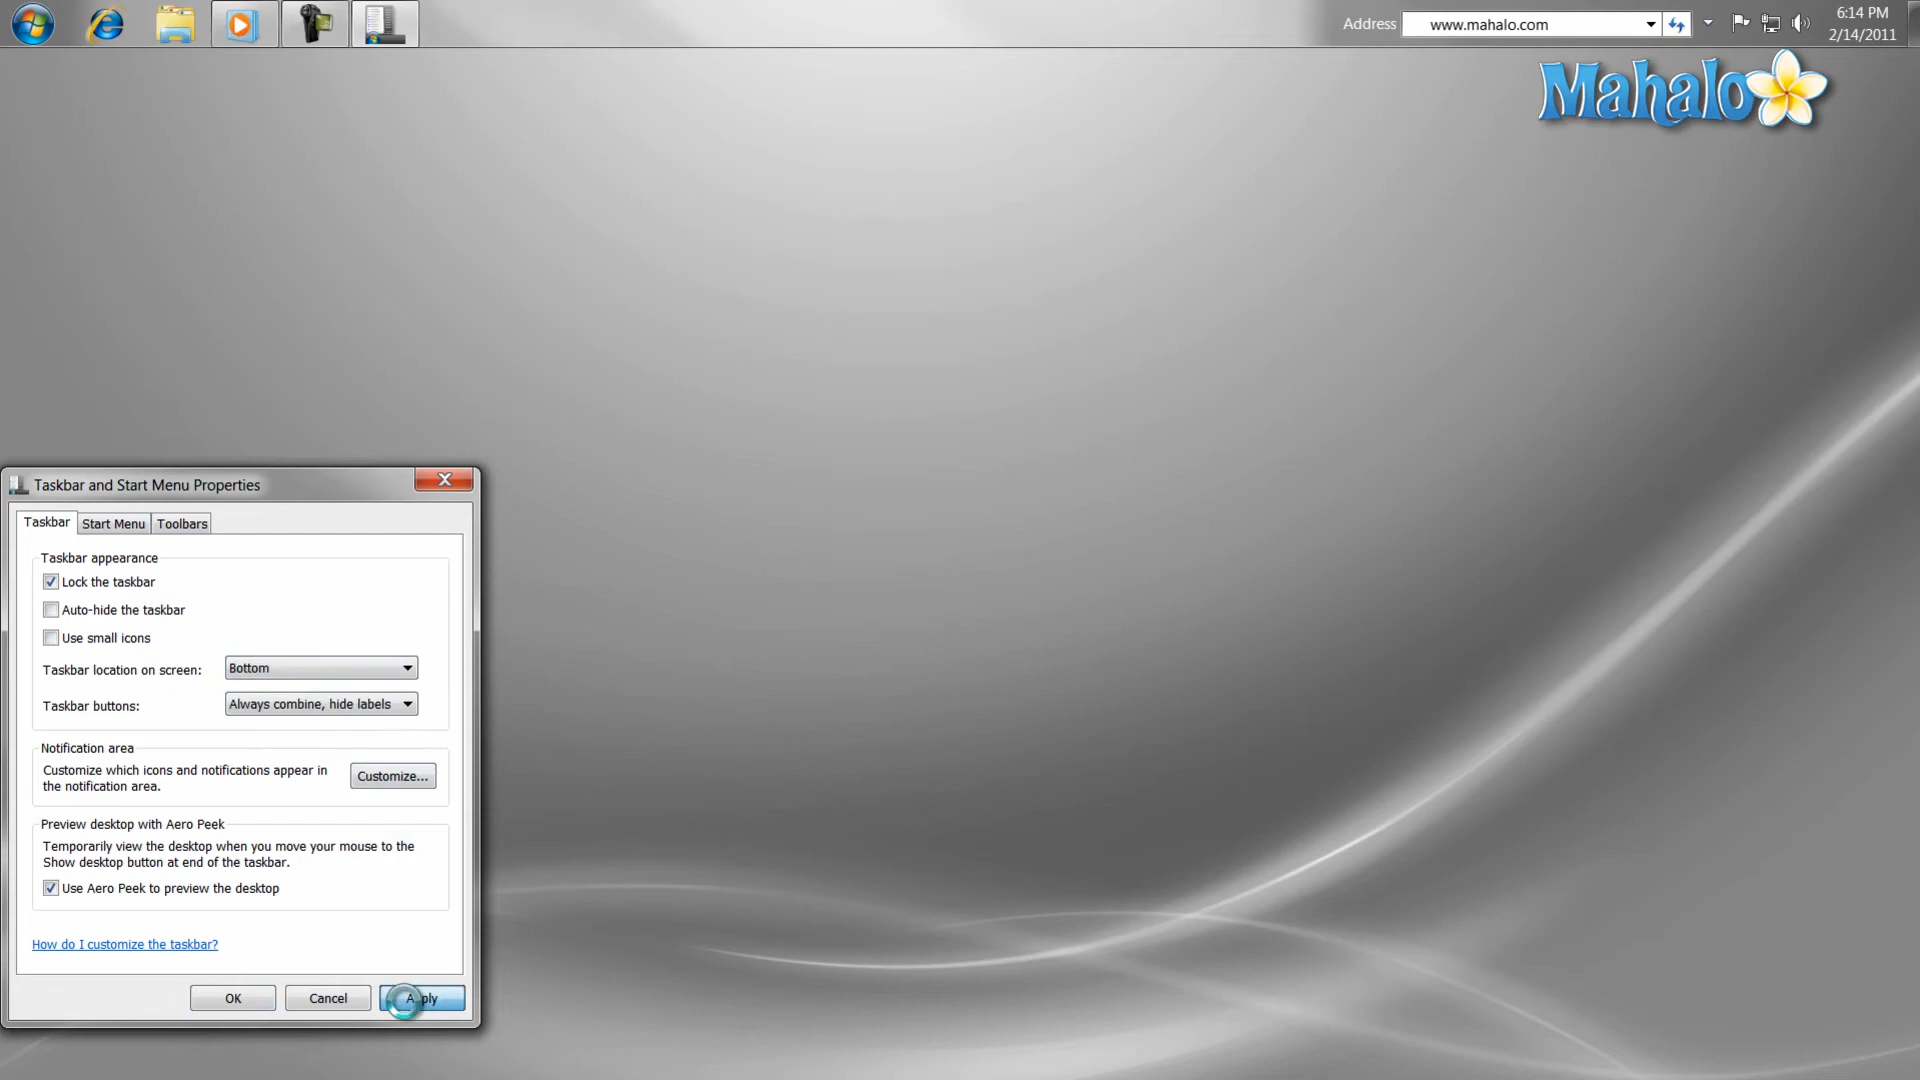 Address
www.mahalo.com
6:14 PM
2/14/2011
Mahalo
Taskbar and Start Menu Properties
Taskbar
Start Menu
Toolbars
Taskbar appearance
Lock the taskbar
Auto-hide the taskbar
Use small icons
Taskbar location on screen:
Bottom
Taskbar buttons:
Always combine, hide labels
Notification area
Customize which icons and notifications appear in
the notification area.
Customize...
Preview desktop with Aero Peek
Temporarily view the desktop when you move your mouse to the
Show desktop button at end of the taskbar.
Use Aero Peek to preview the desktop
How do I customize the taskbar?
OK
Cancel
Apply